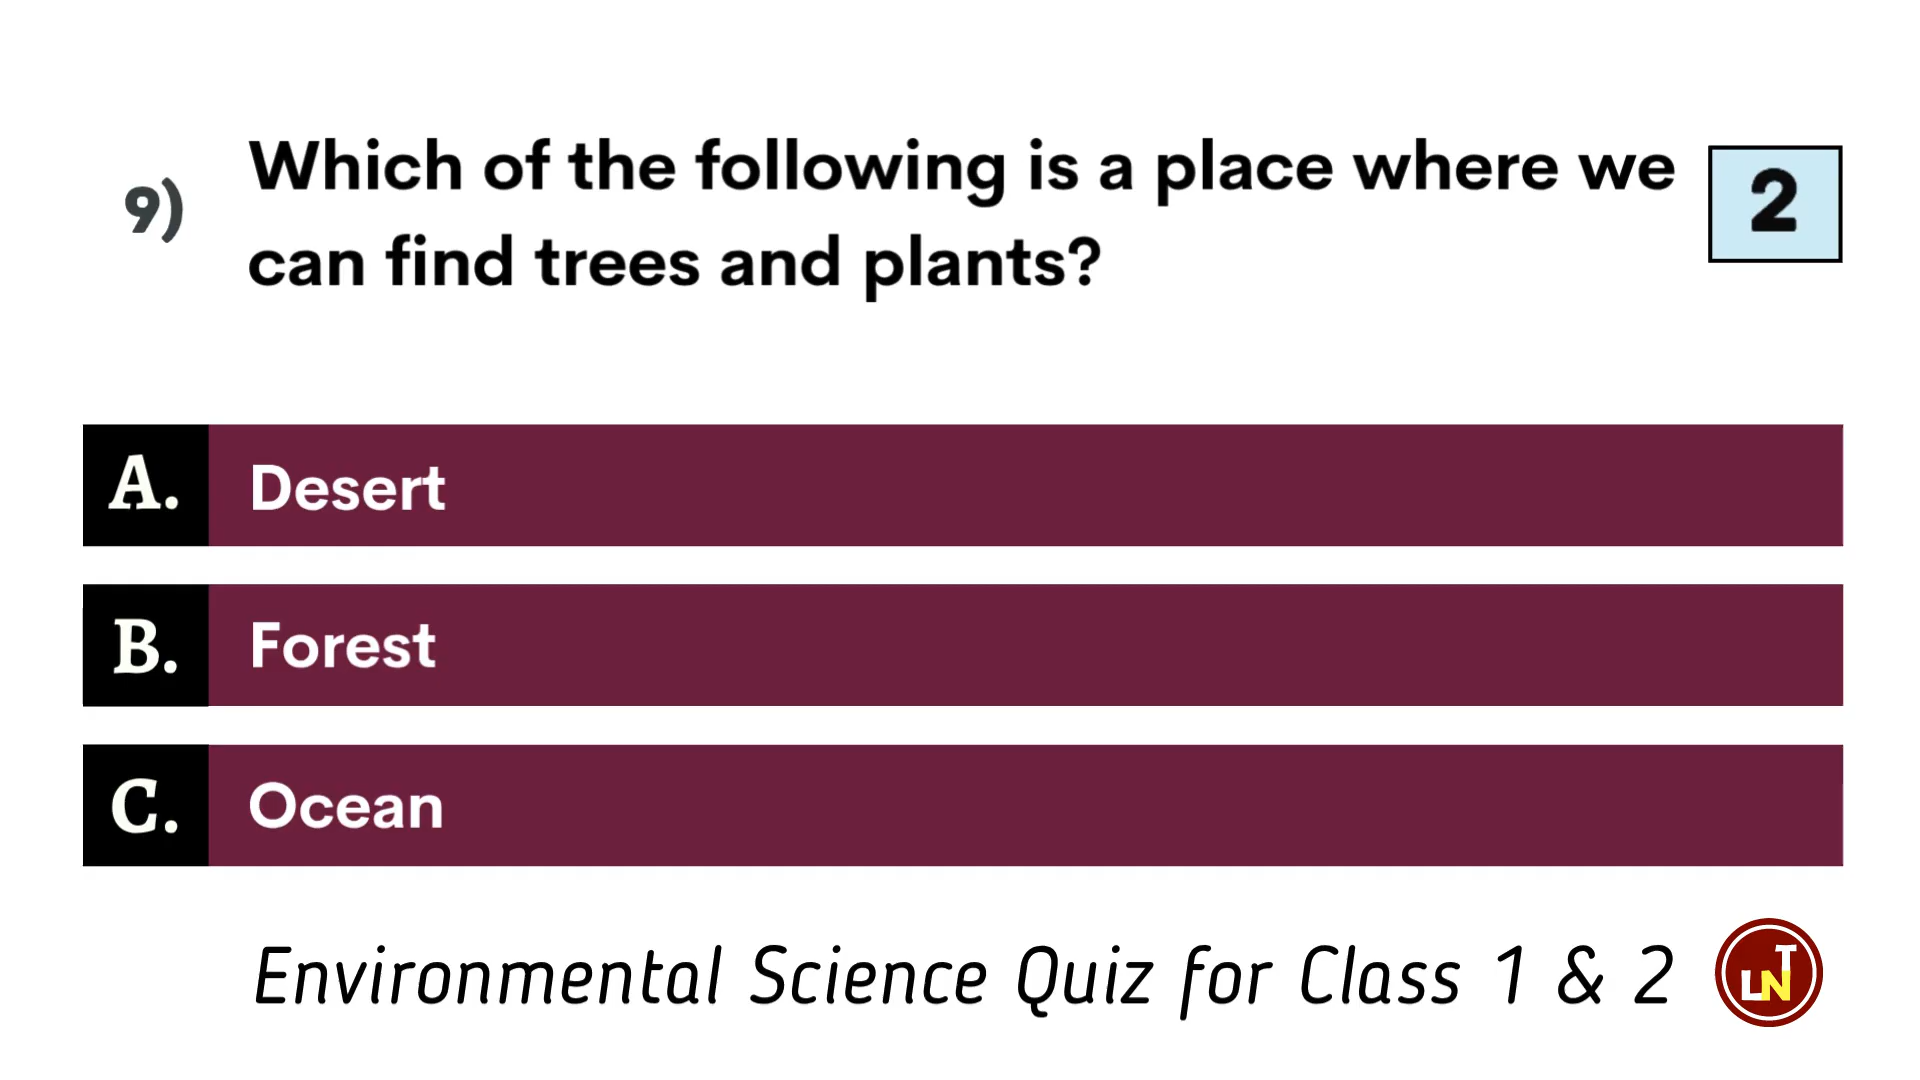 9)
Which of the following is a place where we
can find trees and plants?
2
A. Desert
B. Forest
C. Ocean
Environmental Science Quiz for Class 1 & 2
LNT